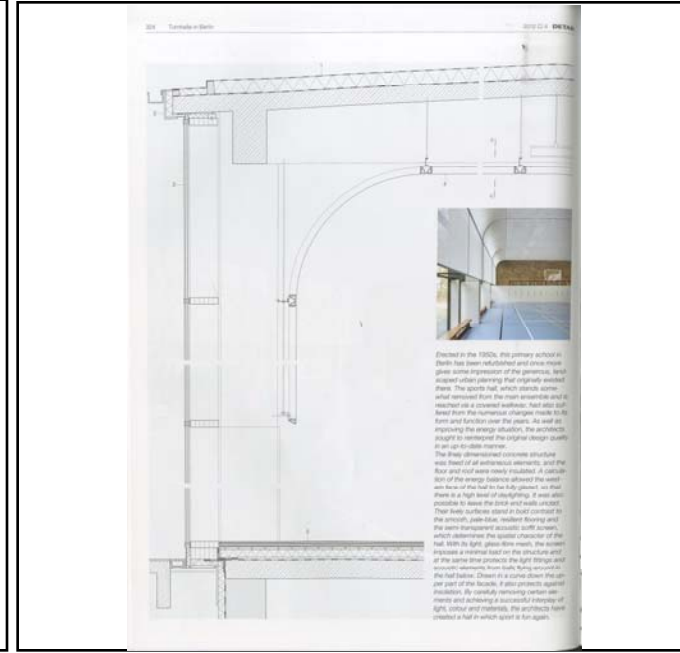 304 Turnhalle in Berlin
DETAIL
Erected in the 1950s, this primary school in
Berlin has been refurbished and once more
gives some impression of the generous, land-
scaped urban planning that originally existed
there. The sports hall, which stands some-
what removed from the main ensemble and is
reached via a covered walkway, had also suf-
fered from the numerous changes made to its
form and function over the years. As well as
improving the energy situation, the architects
sought to reinterpret the original design quality
in an up-to-date manner.
The finely dimensioned concrete structure
was freed of all extraneous elements, and the
floor and roof were newly insulated. A calcula-
tion of the energy balance allowed the west-
ern face of the hall to be fully glazed, so that
there is a high level of daylighting. It was also
possible to leave the brick end walls unclad.
Their lively surfaces stand in bold contrast to
the smooth, pale-blue, resilient flooring and
the semi-transparent acoustic soffit screen,
which determines the spatial character of the
hall. With its light, glass-fibre mesh, the screen
imposes a minimal load on the structure and
at the same time protects the light fittings and
acoustic elements from balls flying around in
the hall below. Drawn in a curve down the up-
per part of the facade, it also protects against
insolation. By carefully removing certain ele-
ments and achieving a successful interplay of
light, colour and materials, the architects have
created a hall in which sport is fun again.